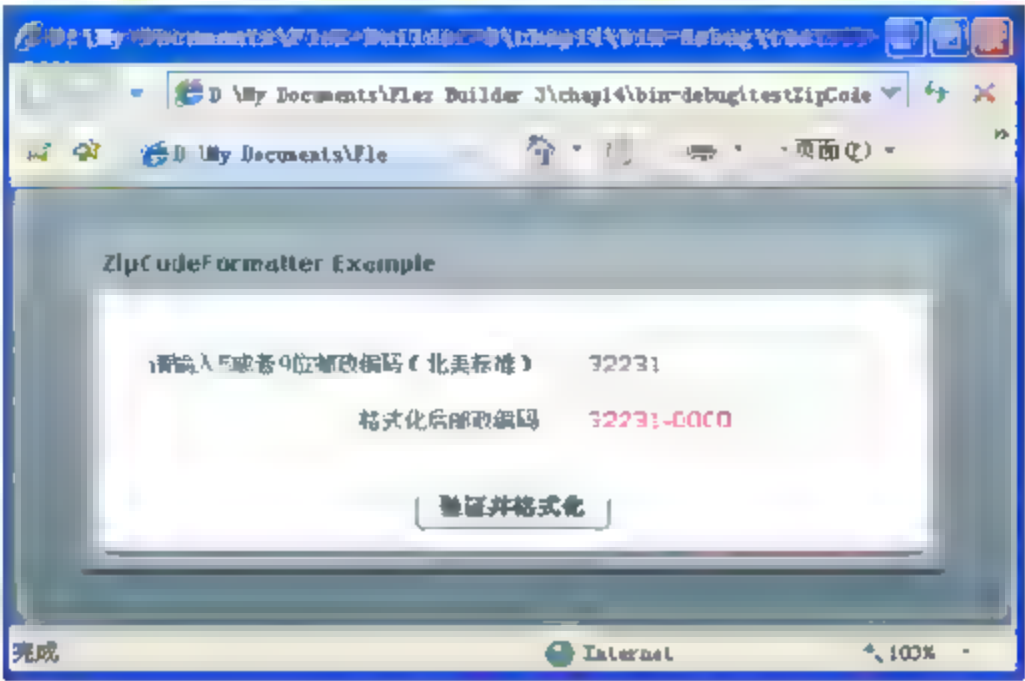 D:\My Documents\Flex Builder 3\chap14\bin-debug\testZipCode
D:\My Documents\Fle
页面(P)
ZipCodeFormatter Example
请输入5或者9位邮政编码(北美标准) 32231
格式化后邮政编码 32231-0000
验证并格式化
完成 Internet 100%